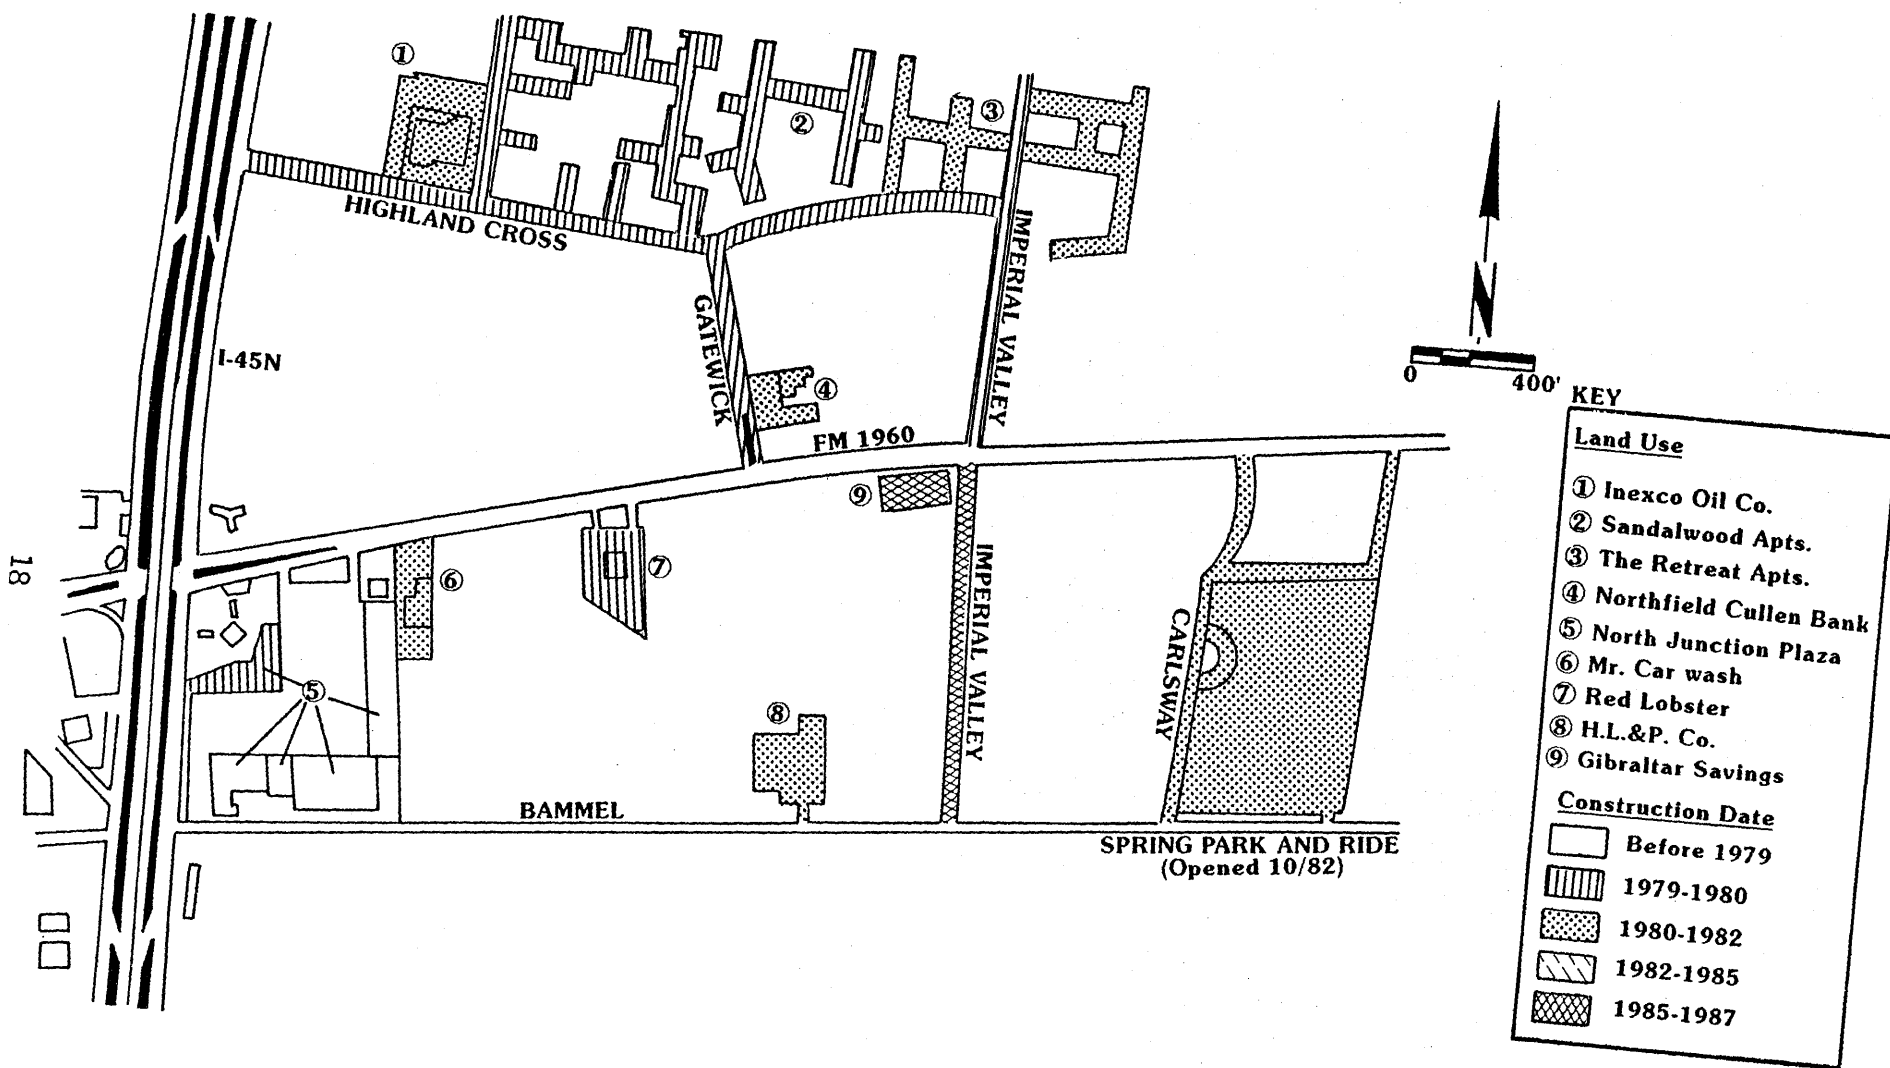 ①
②
③
HIGHLAND CROSS
IMPERIAL VALLEY
GATEWICK
I-45N
④
FM 1960
0 400'
N
⑨
⑥
⑦
⑤
⑧
IMPERIAL VALLEY
CARLSWAY
BAMMEL
SPRING PARK AND RIDE
(Opened 10/82)
18
KEY
Land Use
① Inexco Oil Co.
② Sandalwood Apts.
③ The Retreat Apts.
④ Northfield Cullen Bank
⑤ North Junction Plaza
⑥ Mr. Car wash
⑦ Red Lobster
⑧ H.L.&P. Co.
⑨ Gibraltar Savings
Construction Date
Before 1979
1979-1980
1980-1982
1982-1985
1985-1987